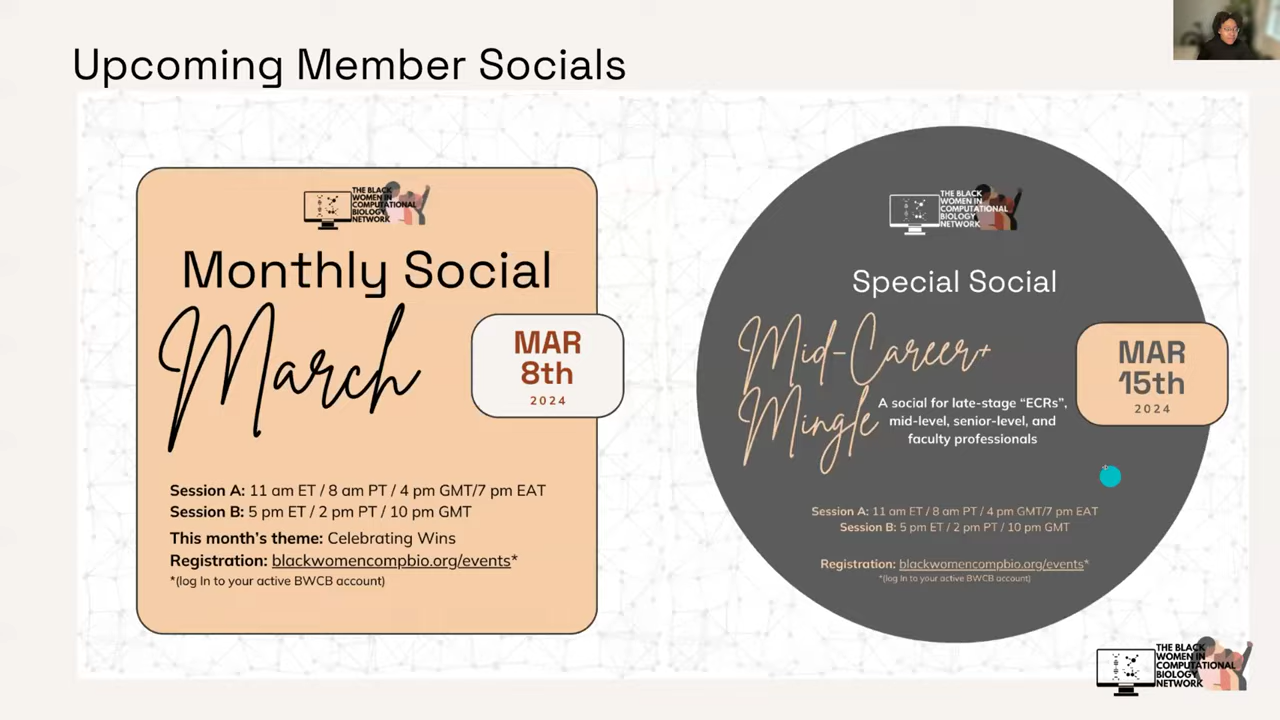 Upcoming Member Socials
THE BLACK
WOMEN IN
COMPUTATIONAL
BIOLOGY
NETWORK
Monthly Social
March
MAR
8th
2024
Session A: 11 am ET / 8 am PT / 4 pm GMT/7 pm EAT
Session B: 5 pm ET / 2 pm PT / 10 pm GMT
This month's theme: Celebrating Wins
Registration: blackwomencompbio.org/events*
*(log In to your active BWCB account)
THE BLACK
WOMEN IN
COMPUTATIONAL
BIOLOGY
NETWORK
Special Social
Mid-Career+
Mingle
A social for late-stage “ECRs”,
mid-level, senior-level, and
faculty professionals
MAR
15th
2024
Session A: 11 am ET / 8 am PT / 4 pm GMT/7 pm EAT
Session B: 5 pm ET / 2 pm PT / 10 pm GMT
Registration: blackwomencompbio.org/events*
*(log In to your active BWCB account)
THE BLACK
WOMEN IN
COMPUTATIONAL
BIOLOGY
NETWORK